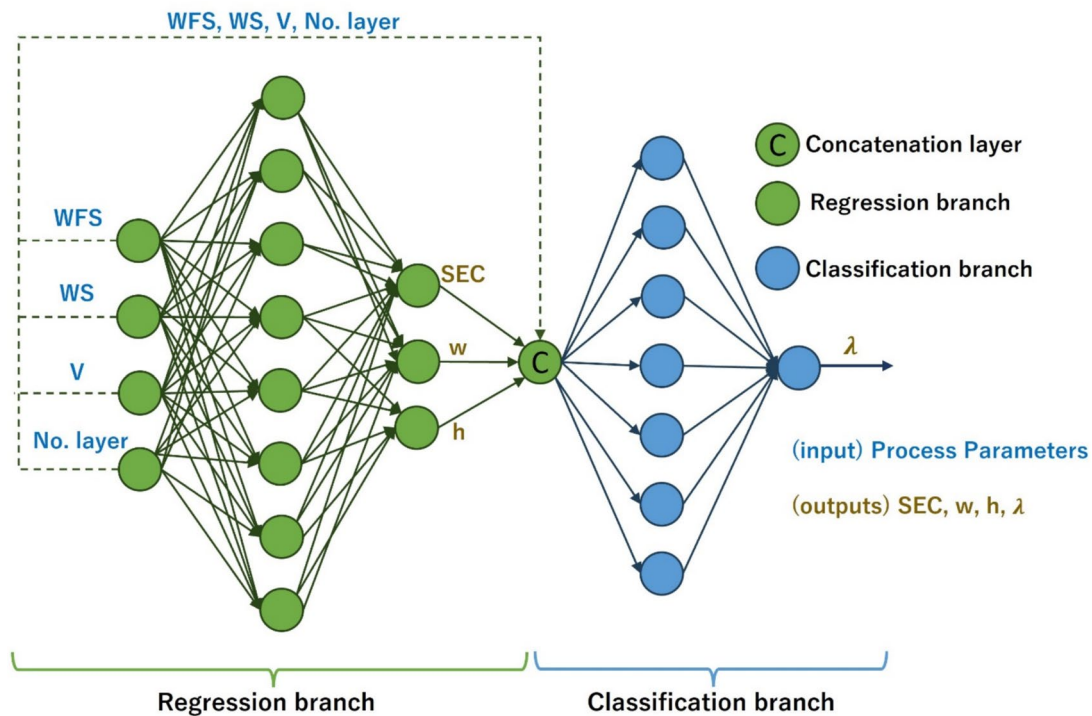 WFS, WS, V, No. layer
WFS
WS
V
No. layer
SEC
w
h
C
λ
C Concatenation layer
Regression branch
Classification branch
(input) Process Parameters
(outputs) SEC, w, h, λ
Regression branch
Classification branch